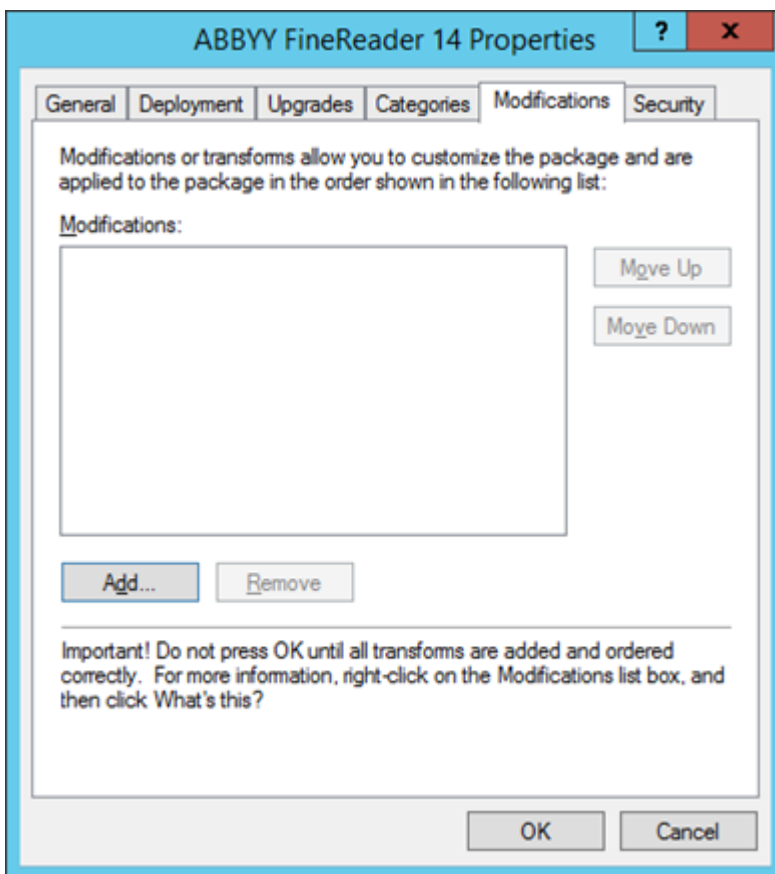 ABBYY FineReader 14 Properties
?
x
General
Deployment
Upgrades
Categories
Modifications
Security
Modifications or transforms allow you to customize the package and are
applied to the package in the order shown in the following list:
Modifications:
Move Up
Move Down
Add...
Remove
Important! Do not press OK until all transforms are added and ordered
correctly. For more information, right-click on the Modifications list box, and
then click What's this?
OK
Cancel